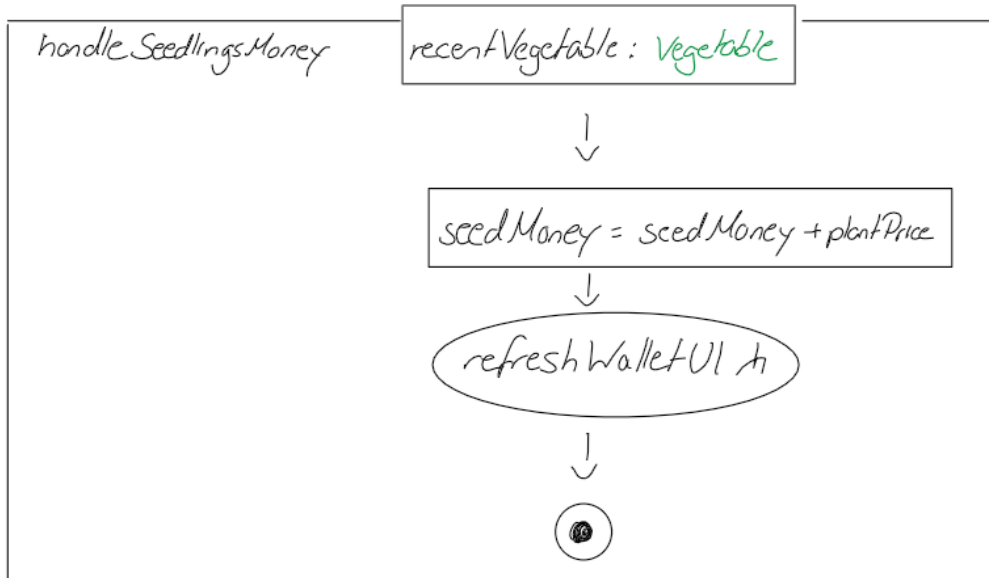 handleSeedlingsMoney
recentVegetable: Vegetable
seedMoney = seedMoney + plantPrice
refreshWalletUI